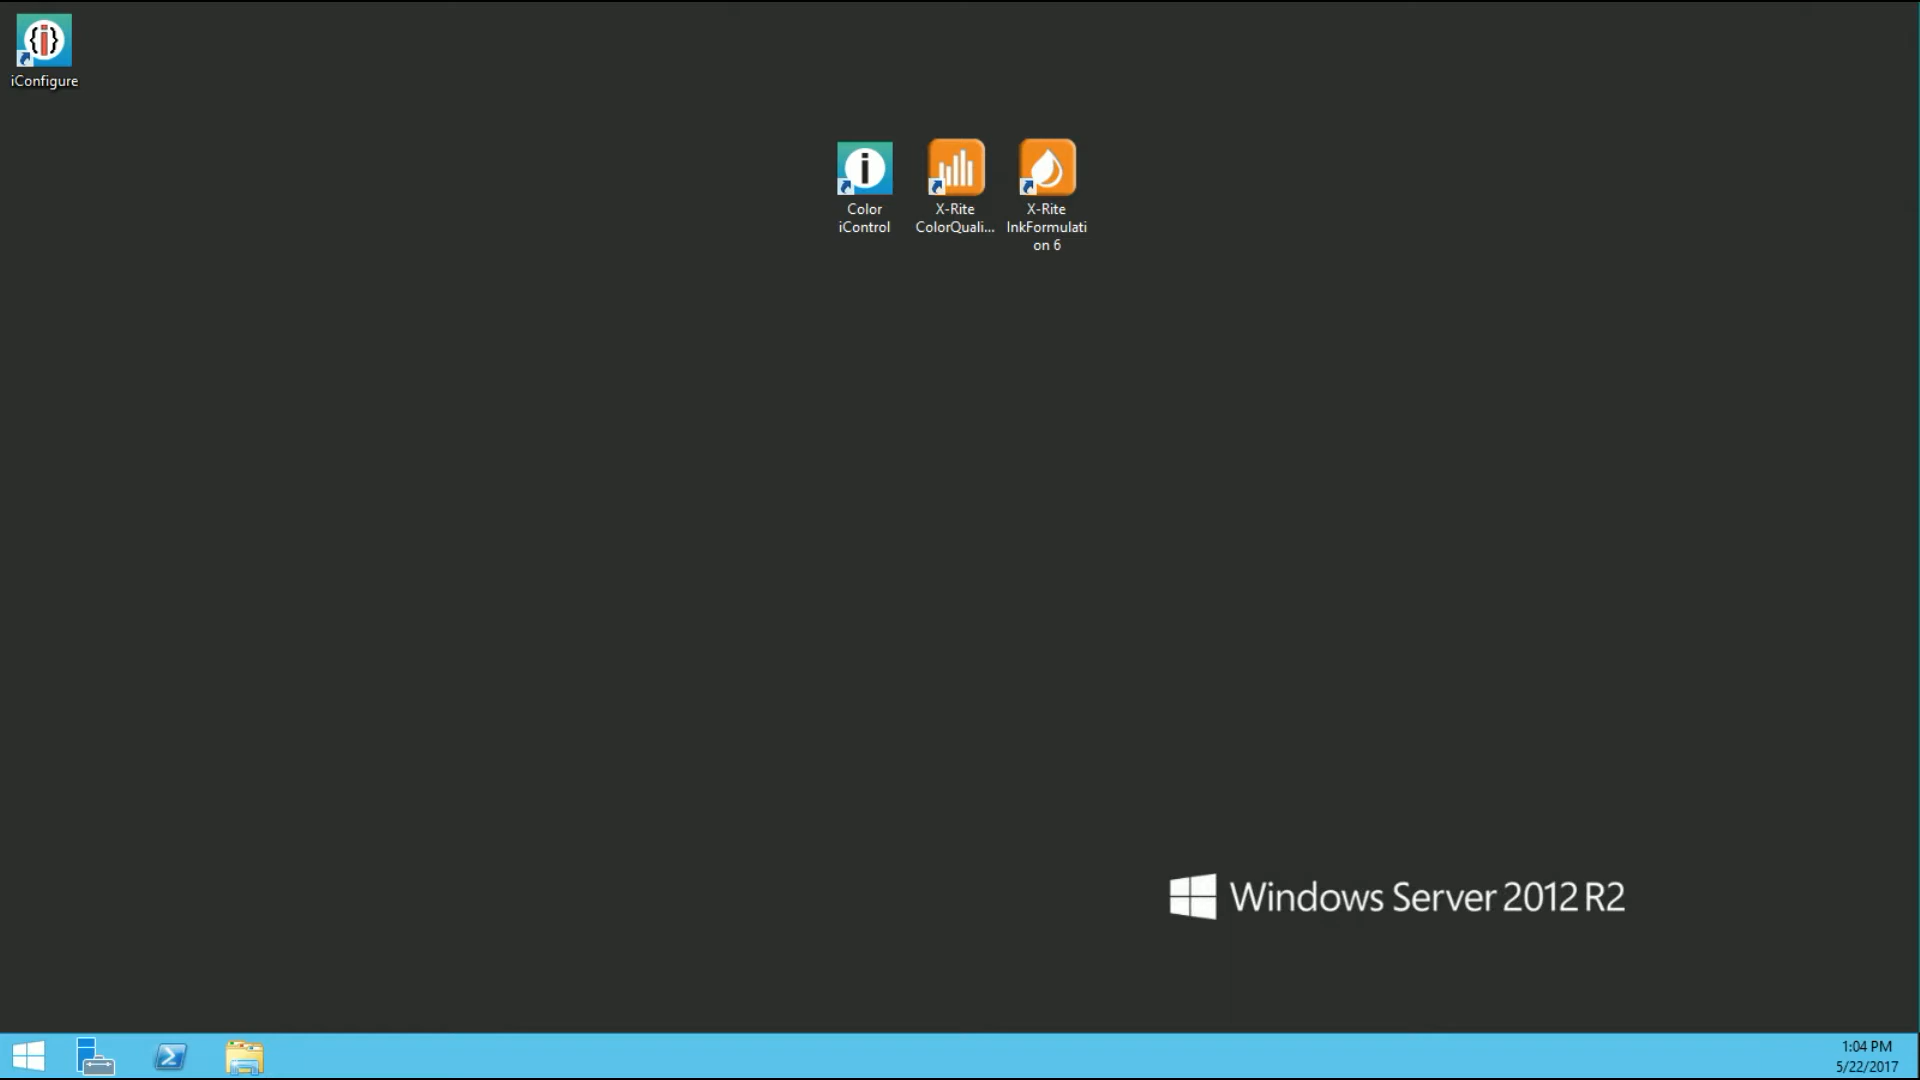 iConfigure
Color
iControl
X-Rite
ColorQuali...
X-Rite
InkFormulati
on 6
Windows Server 2012 R2
1:04 PM
5/22/2017